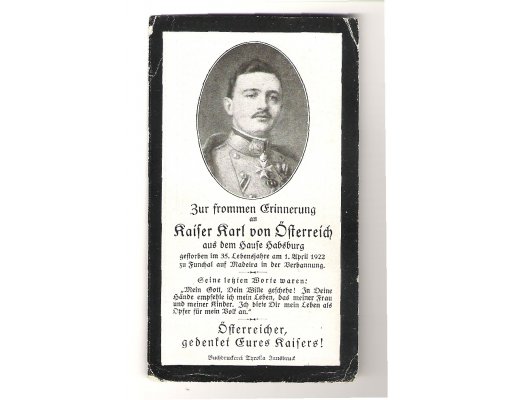 Zur frommen Erinnerung
an
Kaiser Karl von Österreich
aus dem Hause Habsburg
gestorben im 35. Lebensjahre am 1. April 1922
zu Funchal auf Madeira in der Verbannung.
Seine letzten Worte waren:
„Mein Gott, Dein Wille geschehe! In Deine
Hände empfehle ich mein Leben, das meiner Frau
und meiner Kinder. Ich biete Dir mein Leben als
Opfer für mein Volk an.“
Österreicher,
gedenket Eures Kaisers!
Buchdruckerei Tyrolia Innsbruck